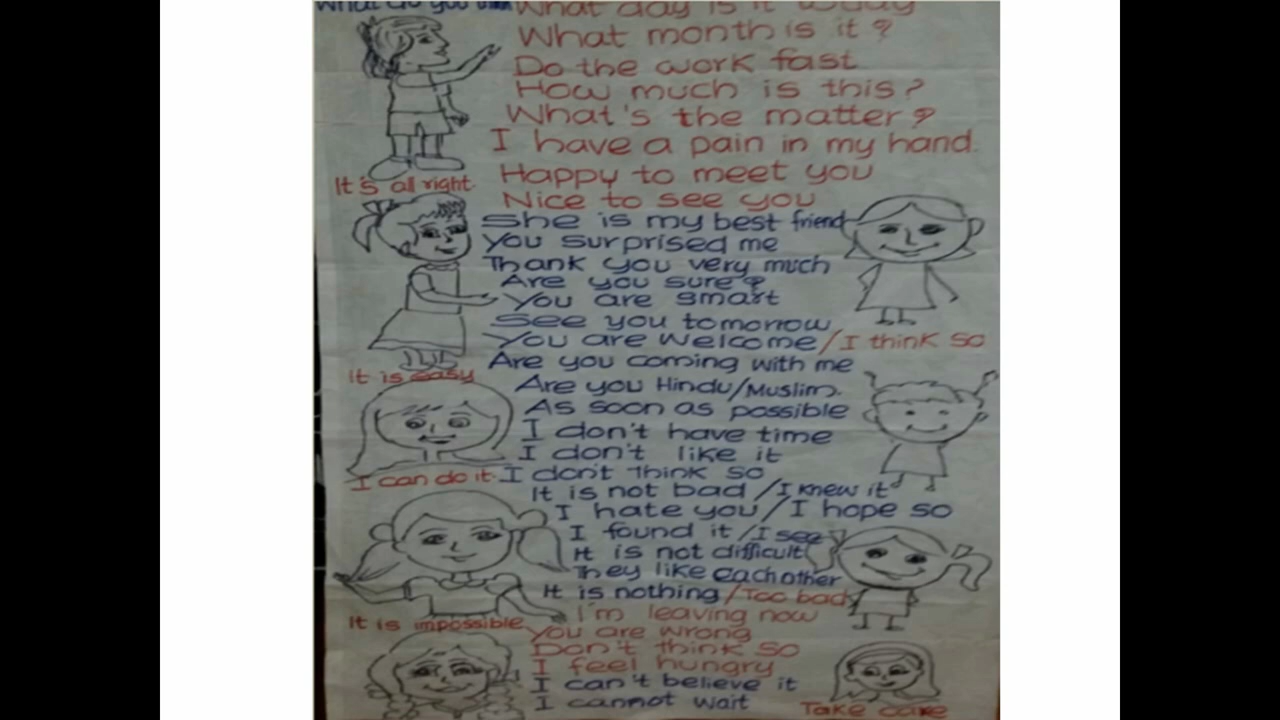 What do you think What day is it today
What month is it?
Do the work fast
How much is this?
What's the matter?
I have a pain in my hand.
It's all right. Happy to meet you
Nice to see you
She is my best friend
You surprised me
Thank you very much
Are you sure?
You are smart
See you tomorrow
You are welcome/I think so
Are you coming with me
It is easy
Are you Hindu/Muslim.
As soon as possible
I don't have time
I don't like it
I can do it. I don't think so
It is not bad/I knew it
I hate you/I hope so
I found it/I see
It is not difficult
They like each other
It is nothing/Too bad
I'm leaving now
It is impossible
You are wrong
Don't think so
I feel hungry
I can't believe it
I cannot wait
Take care